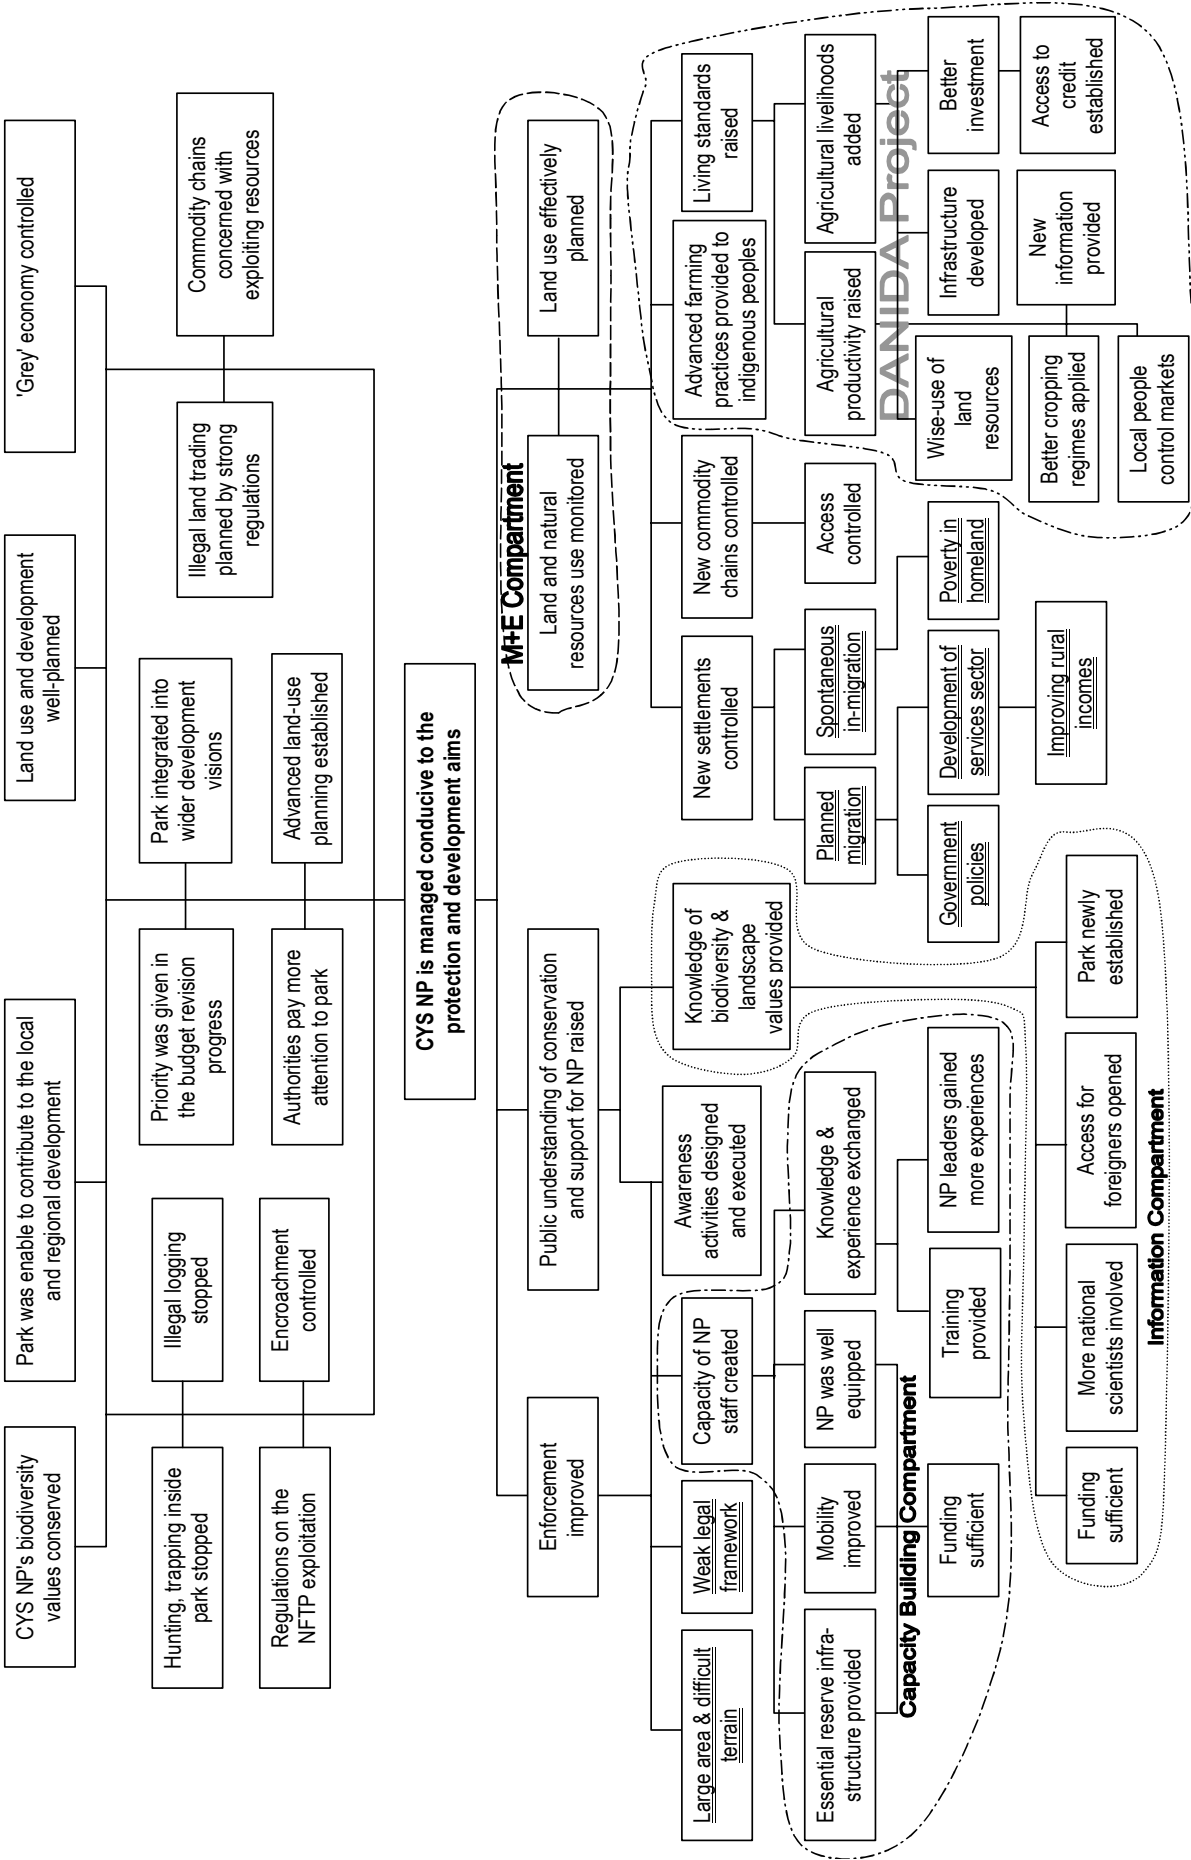 CYS NP's biodiversity
values conserved
Park was enable to contribute to the local
and regional development
Land use and development
well-planned
'Grey' economy controlled
Hunting, trapping inside
park stopped
Illegal logging
stopped
Priority was given in
the budget revision
progress
Park integrated into
wider development
visions
Illegal land trading
planned by strong
regulations
Commodity chains
concerned with
exploiting resources
Regulations on the
NFTP exploitation
Encroachment
controlled
Authorities pay more
attention to park
Advanced land-use
planning established
CYS NP is managed conducive to the
protection and development aims
M+E Compartment
Enforcement
improved
Public understanding of conservation
and support for NP raised
Land and natural
resources use monitored
Land use effectively
planned
Large area & difficult
terrain
Weak legal
framework
Capacity of NP
staff created
Awareness
activities designed
and executed
Knowledge of
biodiversity &
landscape
values provided
New settlements
controlled
New commodity
chains controlled
Advanced farming
practices provided to
indigenous peoples
Living standards
raised
Essential reserve infra-
structure provided
Mobility
improved
NP was well
equipped
Knowledge &
experience exchanged
Planned
migration
Spontaneous
in-migration
Access
controlled
Agricultural
productivity raised
Agricultural livelihoods
added
DANIDA Project
Capacity Building Compartment
Funding
sufficient
Training
provided
NP leaders gained
more experiences
Government
policies
Development of
services sector
Poverty in
homeland
Wise-use of
land
resources
Infrastructure
developed
Better
investment
Funding
sufficient
More national
scientists involved
Access for
foreigners opened
Park newly
established
Improving rural
incomes
Better cropping
regimes applied
New
information
provided
Access to
credit
established
Local people
control markets
Information Compartment